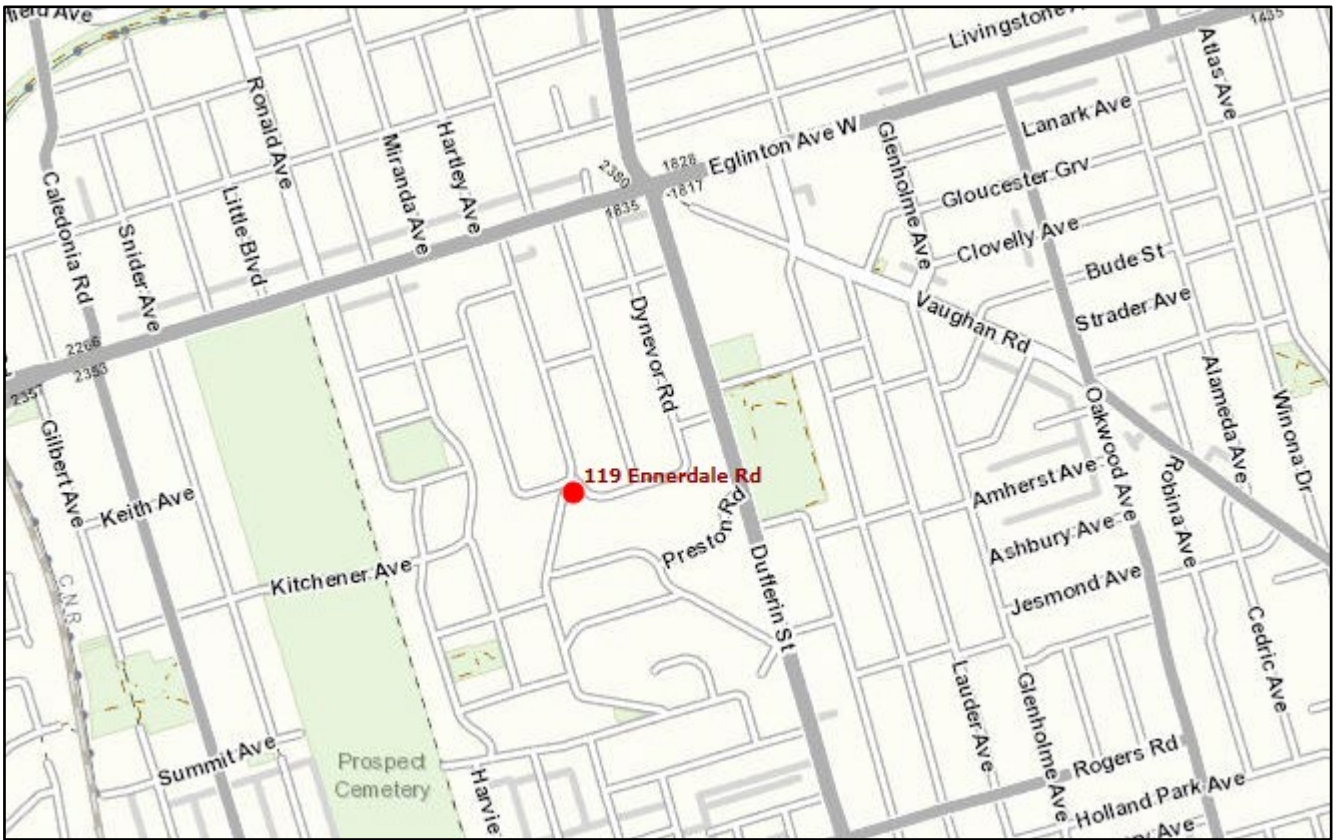 field Ave
Livingstone A
1435
Atlas Ave
Ronald Ave
Hartley Ave
Miranda Ave
Lanark Ave
Eglinton Ave W
Glenholme Ave
2380
1828
1817
1835
Gloucester Grv
Caledonia Rd
Little Blvd
Snider Ave
Clovelly Ave
Bude St
Strader Ave
Vaughan Rd
Dynevor Rd
2266
2353
2357
Alameda Ave
Winona Dr
Oakwood Ave
Gilbert Ave
119 Ennerdale Rd
Keith Ave
Amherst Ave
Robina Ave
Preston Rd
Ashbury Ave
Kitchener Ave
Jesmond Ave
C.N.R.
Dufferin St
Cedric Ave
Lauder Ave
Glenholme Ave
Summit Ave
Prospect
Cemetery
Harvie
Rogers Rd
Holland Park Ave
Ave